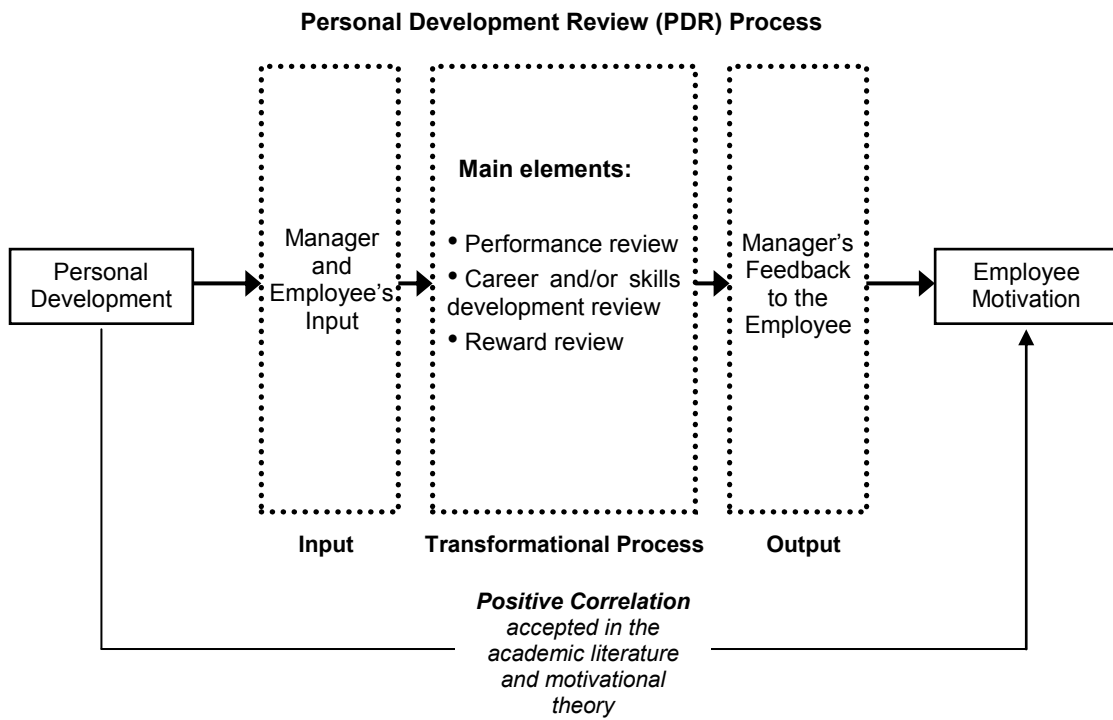 Personal Development Review (PDR) Process
Personal
Development
Manager
and
Employee's
Input
Main elements:
• Performance review
• Career and/or skills
development review
• Reward review
Manager's
Feedback
to the
Employee
Employee
Motivation
Input
Transformational Process
Output
Positive Correlation
accepted in the
academic literature
and motivational
theory